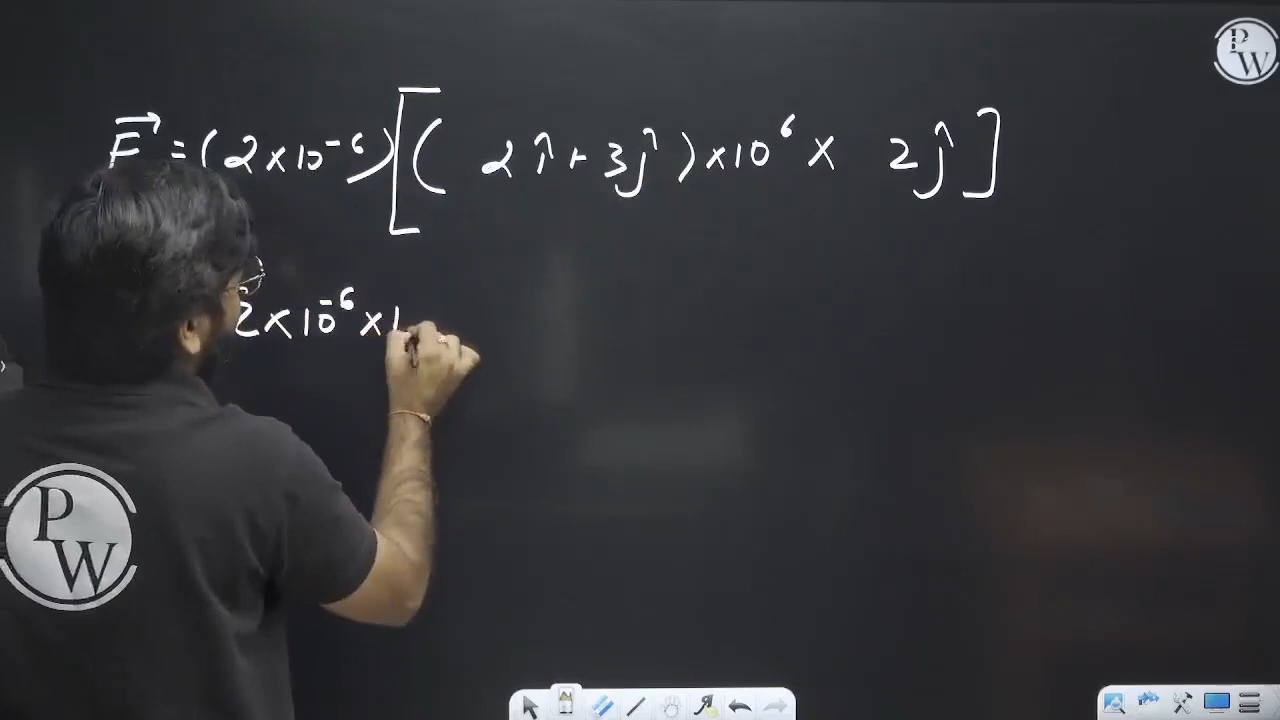 PW
F⃗ = (2×10⁻⁶) [ ( 2î + 3ĵ ) ×10⁶ × 2ĵ ]
2×10⁻⁶ × 1
PW